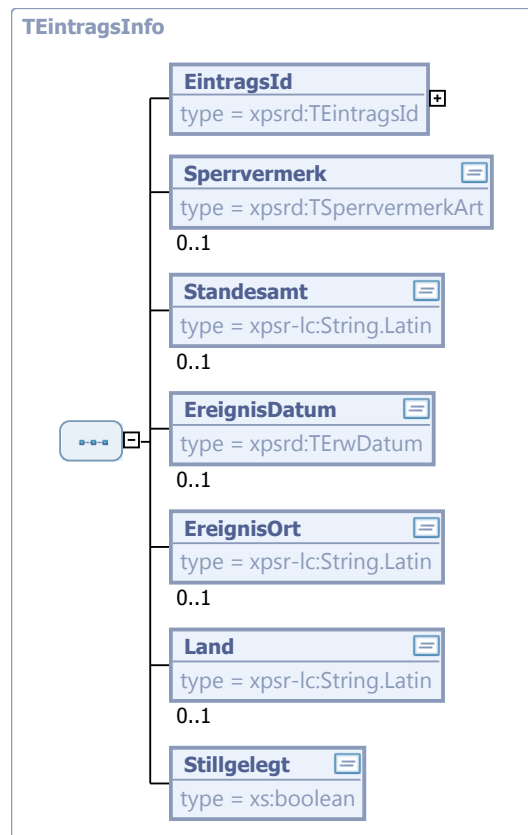 TEintragsInfo
EintragsId
type = xpsrd:TEintragsId
Sperrvermerk
type = xpsrd:TSperrvermerkArt
0..1
Standesamt
type = xpsr-lc:String.Latin
0..1
EreignisDatum
type = xpsrd:TErwDatum
0..1
EreignisOrt
type = xpsr-lc:String.Latin
0..1
Land
type = xpsr-lc:String.Latin
0..1
Stillgelegt
type = xs:boolean